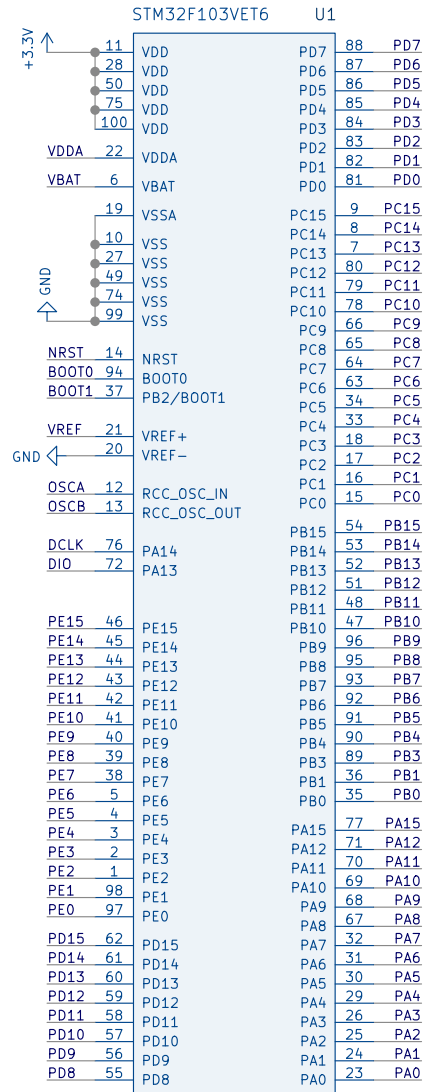 STM32F103VET6 U1
+3.3V
11 VDD
28 VDD
50 VDD
75 VDD
100 VDD
VDDA 22 VDDA
VBAT 6 VBAT
19 VSSA
10 VSS
27 VSS
49 VSS
74 VSS
99 VSS
GND
NRST 14 NRST
BOOT0 94 BOOT0
BOOT1 37 PB2/BOOT1
VREF 21 VREF+
GND 20 VREF-
OSCA 12 RCC_OSC_IN
OSCB 13 RCC_OSC_OUT
DCLK 76 PA14
DIO 72 PA13
PE15 46 PE15
PE14 45 PE14
PE13 44 PE13
PE12 43 PE12
PE11 42 PE11
PE10 41 PE10
PE9 40 PE9
PE8 39 PE8
PE7 38 PE7
PE6 5 PE6
PE5 4 PE5
PE4 3 PE4
PE3 2 PE3
PE2 1 PE2
PE1 98 PE1
PE0 97 PE0
PD15 62 PD15
PD14 61 PD14
PD13 60 PD13
PD12 59 PD12
PD11 58 PD11
PD10 57 PD10
PD9 56 PD9
PD8 55 PD8
PD7 88 PD7
PD6 87 PD6
PD5 86 PD5
PD4 85 PD4
PD3 84 PD3
PD2 83 PD2
PD1 82 PD1
PD0 81 PD0
PC15 9 PC15
PC14 8 PC14
PC13 7 PC13
PC12 80 PC12
PC11 79 PC11
PC10 78 PC10
PC9 66 PC9
PC8 65 PC8
PC7 64 PC7
PC6 63 PC6
PC5 34 PC5
PC4 33 PC4
PC3 18 PC3
PC2 17 PC2
PC1 16 PC1
PC0 15 PC0
PB15 54 PB15
PB14 53 PB14
PB13 52 PB13
PB12 51 PB12
PB11 48 PB11
PB10 47 PB10
PB9 96 PB9
PB8 95 PB8
PB7 93 PB7
PB6 92 PB6
PB5 91 PB5
PB4 90 PB4
PB3 89 PB3
PB1 36 PB1
PB0 35 PB0
PA15 77 PA15
PA12 71 PA12
PA11 70 PA11
PA10 69 PA10
PA9 68 PA9
PA8 67 PA8
PA7 32 PA7
PA6 31 PA6
PA5 30 PA5
PA4 29 PA4
PA3 26 PA3
PA2 25 PA2
PA1 24 PA1
PA0 23 PA0